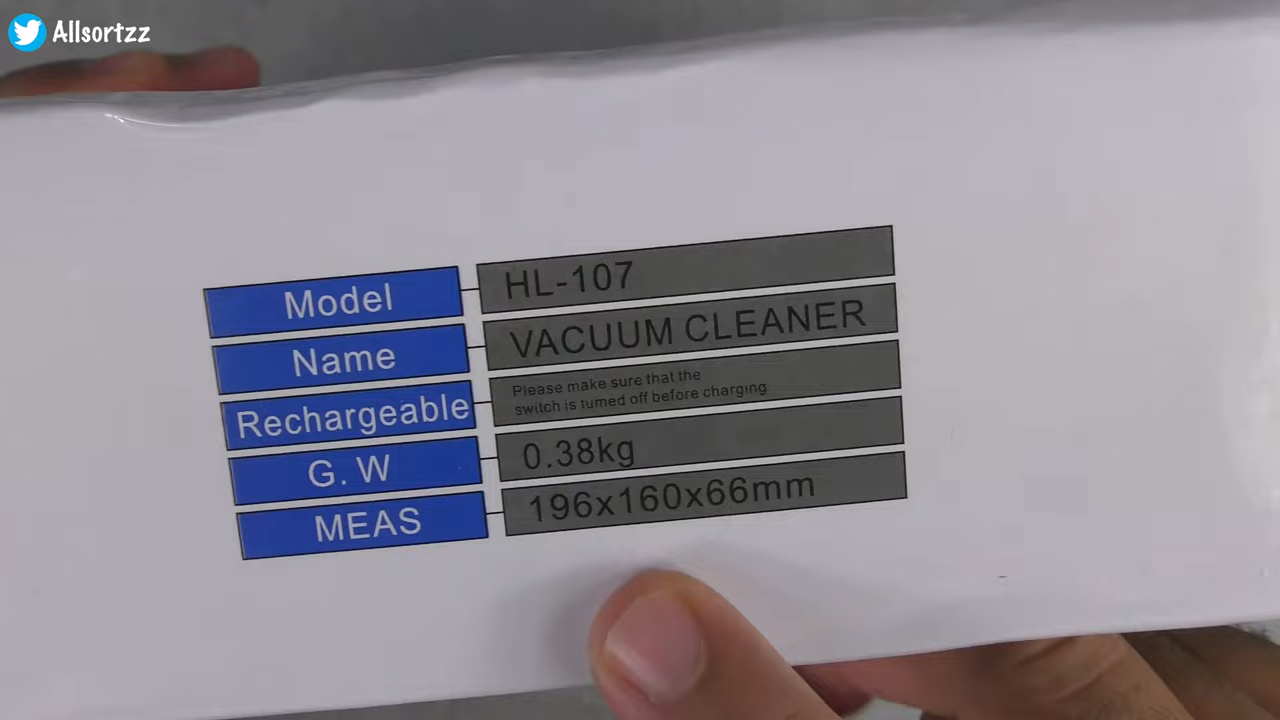 Allsortzz
Model HL-107
Name VACUUM CLEANER
Rechargeable Please make sure that the
switch is turned off before charging
G. W 0.38kg
MEAS 196x160x66mm